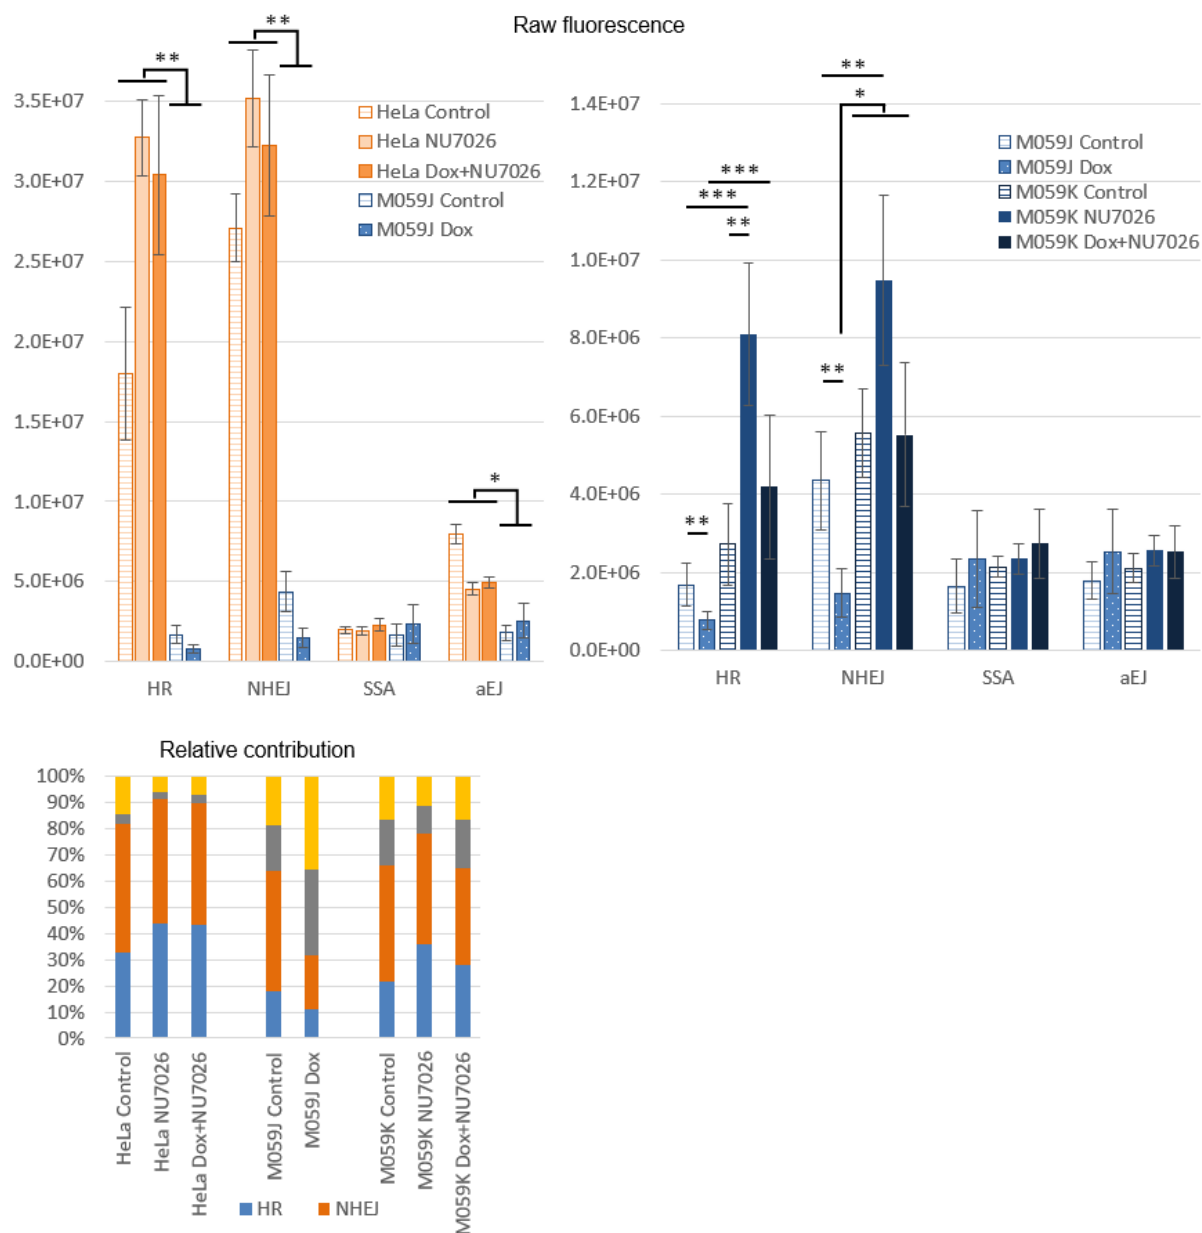 Raw fluorescence
**
**
3.5E+07
3.0E+07
2.5E+07
2.0E+07
1.5E+07
1.0E+07
5.0E+06
0.0E+00
HeLa Control
HeLa NU7026
HeLa Dox+NU7026
M059J Control
M059J Dox
*
HR
NHEJ
SSA
aEJ
1.4E+07
1.2E+07
1.0E+07
8.0E+06
6.0E+06
4.0E+06
2.0E+06
0.0E+00
**
*
***
***
**
**
**
M059J Control
M059J Dox
M059K Control
M059K NU7026
M059K Dox+NU7026
HR
NHEJ
SSA
aEJ
Relative contribution
100%
90%
80%
70%
60%
50%
40%
30%
20%
10%
0%
HeLa Control
HeLa NU7026
HeLa Dox+NU7026
M059J Control
M059J Dox
M059K Control
M059K NU7026
M059K Dox+NU7026
HR
NHEJ